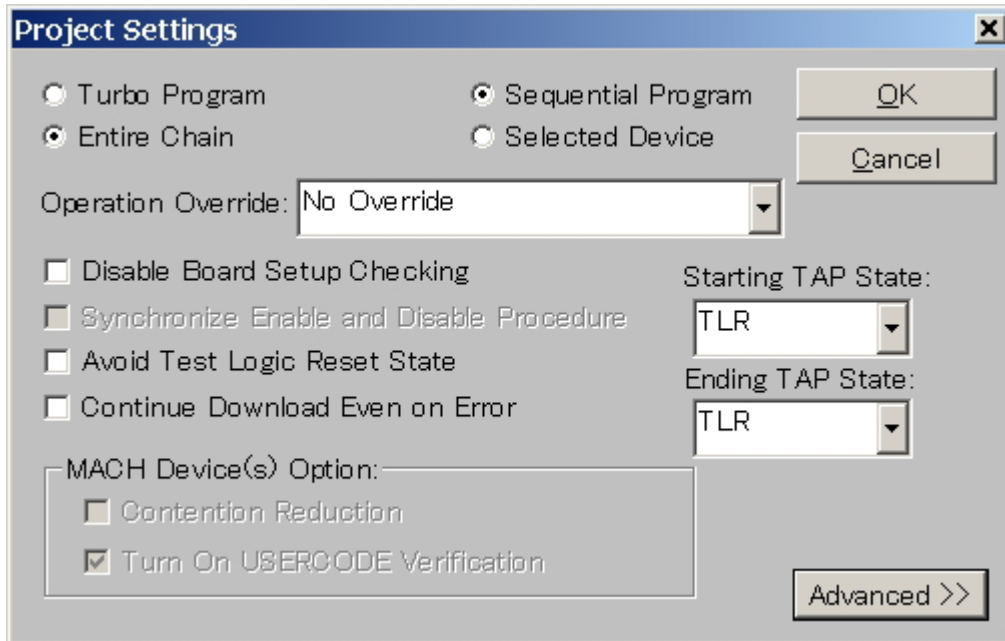 Project Settings
Turbo Program
Sequential Program
OK
Entire Chain
Selected Device
Cancel
Operation Override: No Override
Disable Board Setup Checking
Starting TAP State:
Synchronize Enable and Disable Procedure
TLR
Avoid Test Logic Reset State
Ending TAP State:
Continue Download Even on Error
TLR
MACH Device(s) Option:
Contention Reduction
Turn On USERCODE Verification
Advanced >>